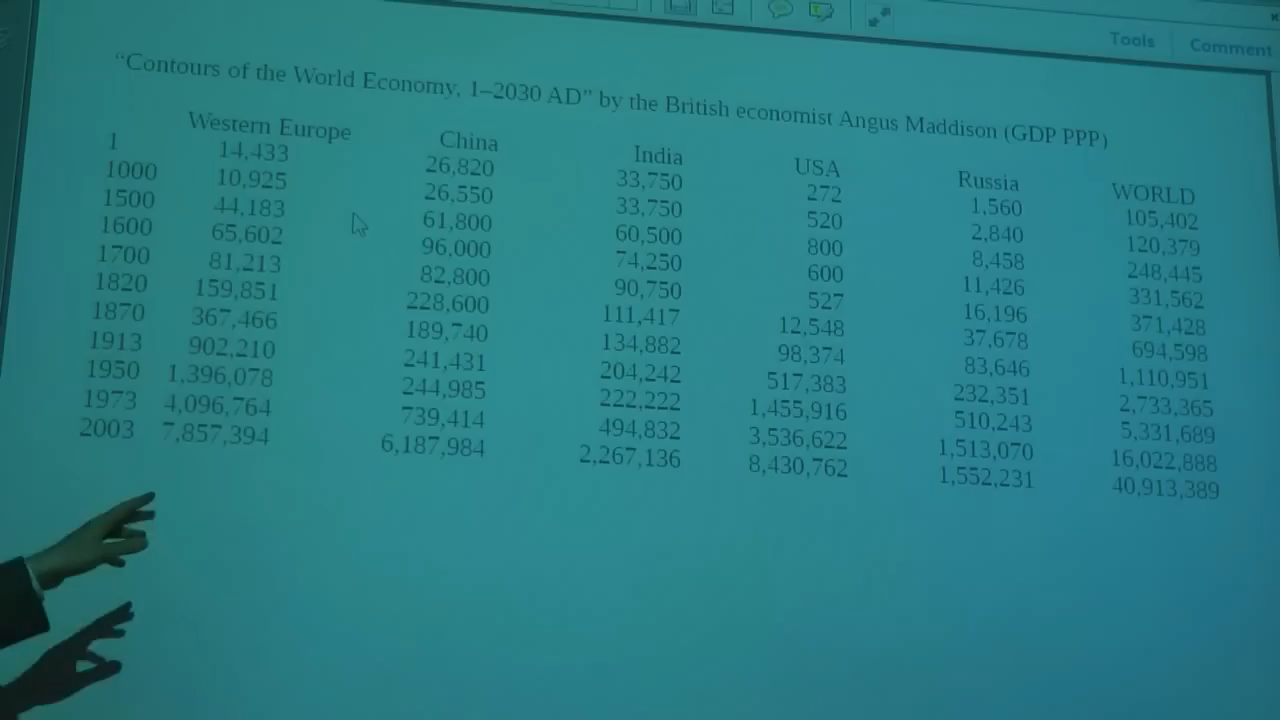 Tools Comment
"Contours of the World Economy, 1–2030 AD" by the British economist Angus Maddison (GDP PPP)
Western Europe China India USA Russia WORLD
1 14,433 26,820 33,750 272 1,560 105,402
1000 10,925 26,550 33,750 520 2,840 120,379
1500 44,183 61,800 60,500 800 8,458 248,445
1600 65,602 96,000 74,250 600 11,426 331,562
1700 81,213 82,800 90,750 527 16,196 371,428
1820 159,851 228,600 111,417 12,548 37,678 694,598
1870 367,466 189,740 134,882 98,374 83,646 1,110,951
1913 902,210 241,431 204,242 517,383 232,351 2,733,365
1950 1,396,078 244,985 222,222 1,455,916 510,243 5,331,689
1973 4,096,764 739,414 494,832 3,536,622 1,513,070 16,022,888
2003 7,857,394 6,187,984 2,267,136 8,430,762 1,552,231 40,913,389